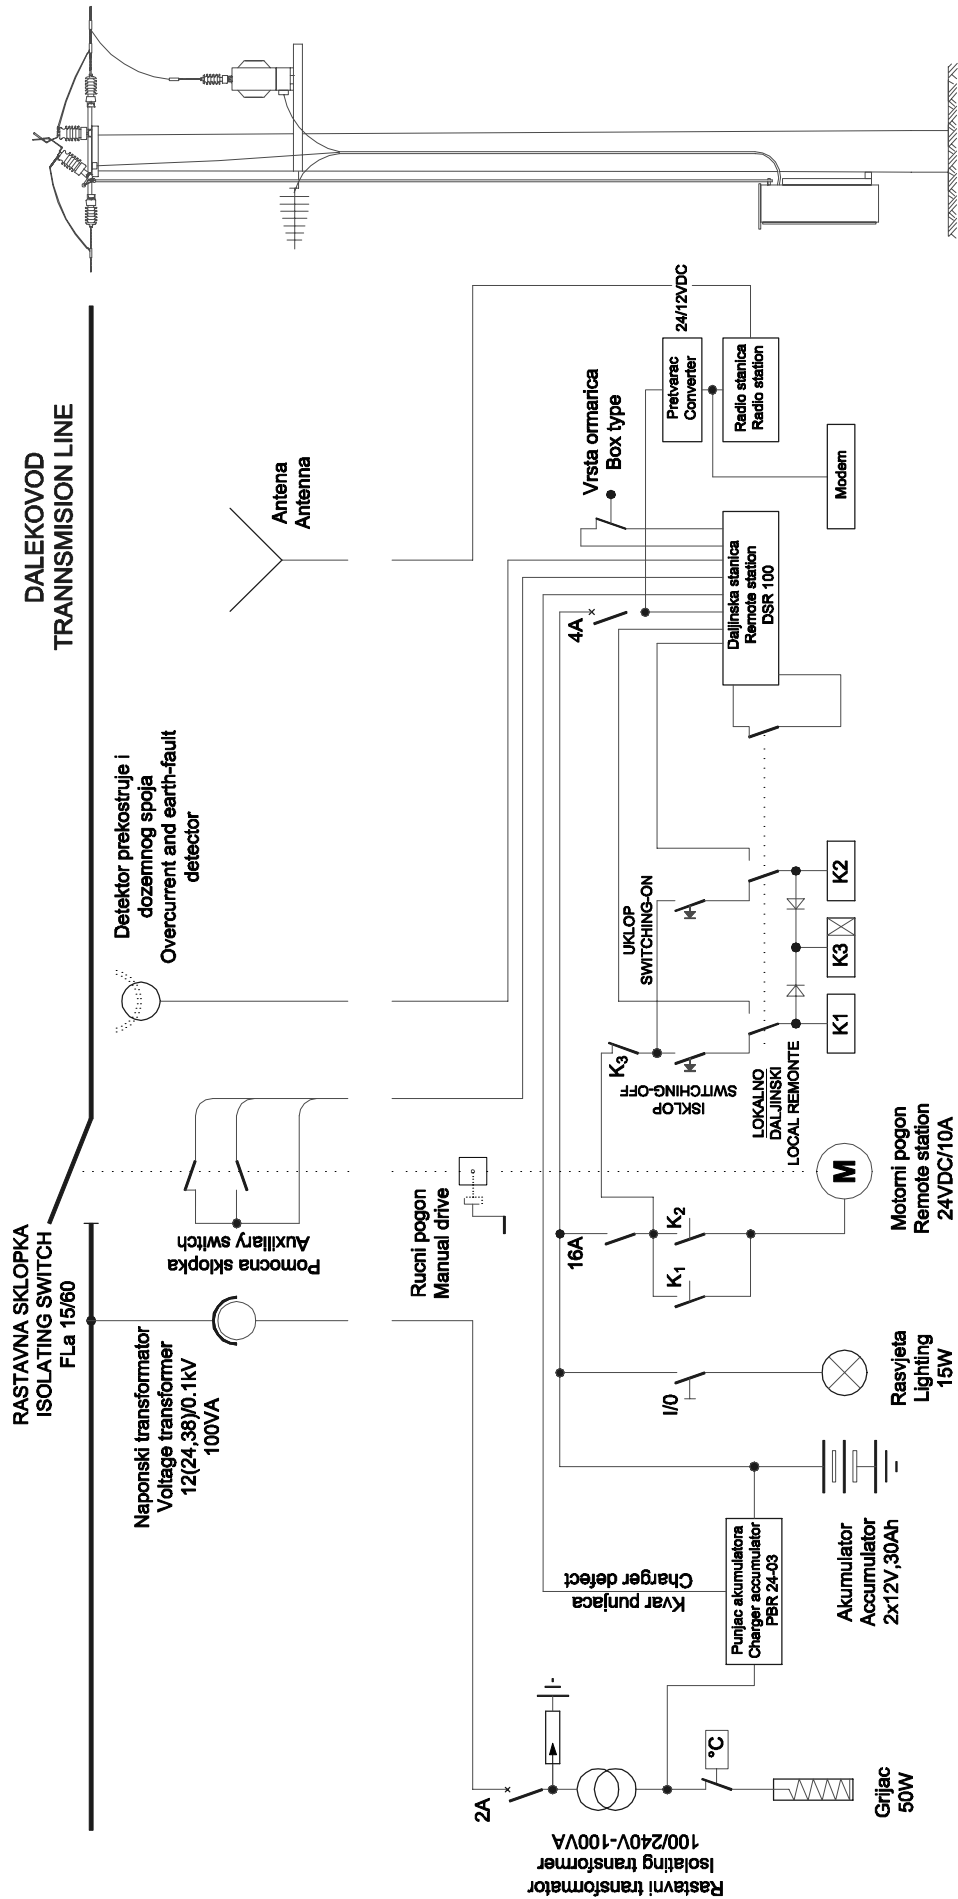 DALEKOVOD
TRANNSMISION LINE
RASTAVNA SKLOPKA
ISOLATING SWITCH
FLa 15/60
Naponski transformator
Voltage transformer
12(24,38)/0.1kV
100VA
Pomocna sklopka
Auxiliary switch
Detektor prekostruje i
dozemnog spoja
Overcurrent and earth-fault
detector
Antena
Antenna
Rucni pogon
Manual drive
2A
Rastavni transformator
Isolating transformer
100/240V-100VA
Kvar punjaca
Charger defect
16A
K1
K2
I/0
K3
ISKLOP
SWITCHING-OFF
UKLOP
SWITCHING-ON
4A
Vrsta ormarica
Box type
24/12VDC
Pretvarac
Converter
Radio stanica
Radio station
Modem
Daljinska stanica
Remote station
DSR 100
LOKALNO
DALJINSKI
LOCAL REMONTE
K1
K3
K2
°C
Grijac
50W
Punjac akumulatora
Charger accumulator
PBR 24-03
Akumulator
Accumulator
2x12V,30Ah
Rasvjeta
Lighting
15W
M
Motorni pogon
Remote station
24VDC/10A